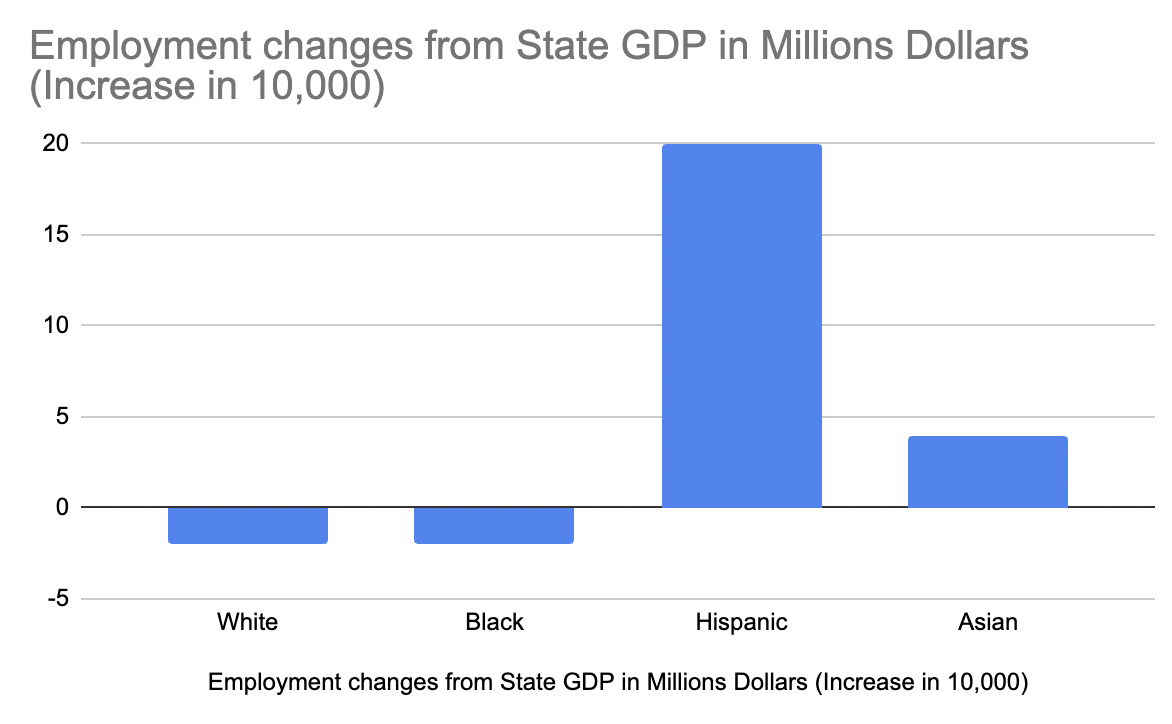 Employment changes from State GDP in Millions Dollars
(Increase in 10,000)
20
15
10
5
0
-5
White Black Hispanic Asian
Employment changes from State GDP in Millions Dollars (Increase in 10,000)